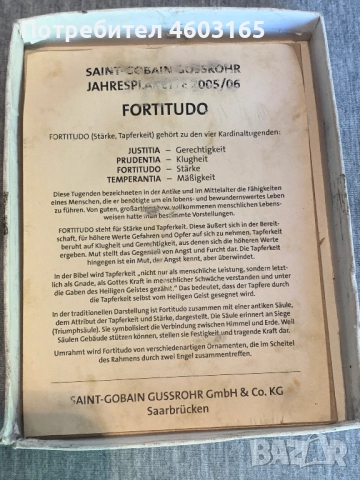 Потребител 4603165
SAINT-GOBAIN GUSSROHR
JAHRESPLAKETTE 2005/06
FORTITUDO
FORTITUDO (Stärke, Tapferkeit) gehört zu den vier Kardinaltugenden:
JUSTITIA – Gerechtigkeit
PRUDENTIA – Klugheit
FORTITUDO – Stärke
TEMPERANTIA – Mäßigkeit
Diese Tugenden bezeichneten in der Antike und im Mittelalter die Fähigkeiten
eines Menschen, die er benötigte um ein lobens- und bewundernswertes Leben
zu führen. Von guten, großartigen bzw. vollkommenen menschlichen Lebens-
weisen hatte man bestimmte Vorstellungen.
FORTITUDO steht für Stärke und Tapferkeit. Diese äußert sich in der Bereit-
schaft, für höhere Werte Gefahren und Opfer auf sich zu nehmen. Tapferkeit
beruht auf Klugheit und Gerechtigkeit, aus denen sich die höheren Werte
ergeben. Mut stellt das Gegenteil von Angst und Furcht dar. Die Tapferkeit
hingegen ist ein Mut, der Angst kennt, aber überwindet.
In der Bibel wird Tapferkeit „nicht nur als menschliche Leistung, sondern letzt-
lich als Gnade, als Gottes Kraft in menschlicher Schwäche verstanden und unter
die Gaben des Heiligen Geistes gezählt.“ Das bedeutet, dass der Tapfere durch
die Tapferkeit selbst vom Heiligen Geist gesegnet wird.
In der traditionellen Darstellung ist Fortitudo zusammen mit einer antiken Säule,
dem Attribut der Tapferkeit und Stärke, dargestellt. Die Säule erinnert an Siege
(Triumphsäule). Sie symbolisiert die Verbindung zwischen Himmel und Erde. Weil
Säulen Gebäude stützen können, stellen sie Festigkeit und tragende Kraft dar.
Umrahmt wird Fortitudo von verschiedenartigen Ornamenten, die im Scheitel
des Rahmens durch zwei Engel zusammentreffen.
SAINT-GOBAIN GUSSROHR GmbH & Co. KG
Saarbrücken
BAZAR